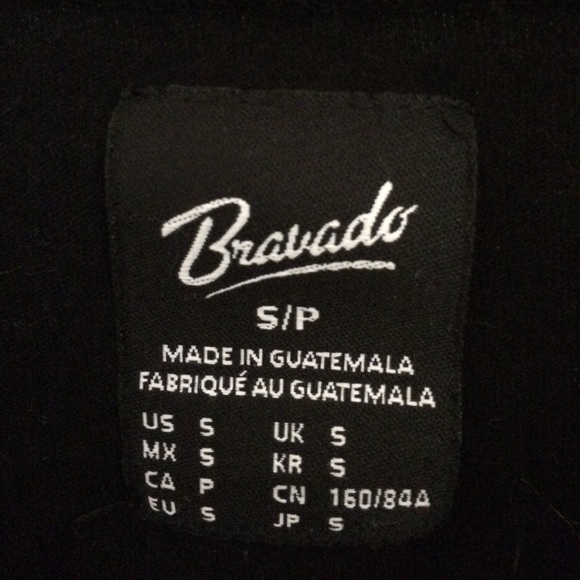 Bravado
S/P
MADE IN GUATEMALA
FABRIQUÉ AU GUATEMALA
US S UK S
MX S KR S
CA P CN 160/84A
EU S JP S